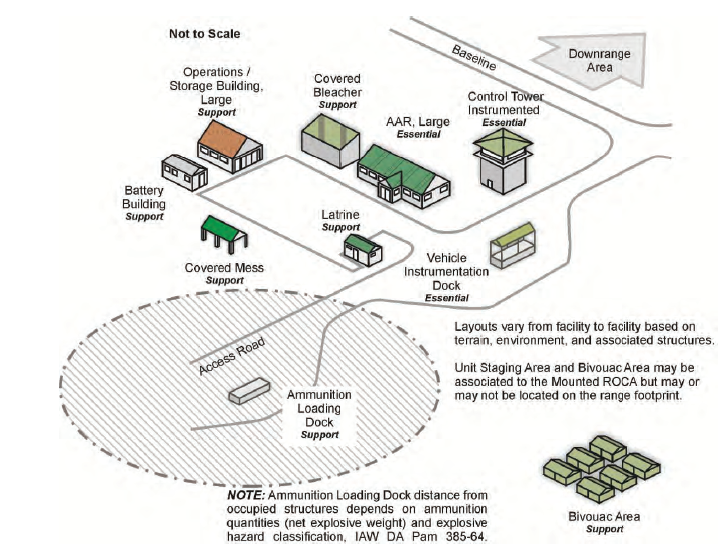 Not to Scale
Baseline
Downrange
Area
Operations /
Storage Building,
Large
Support
Covered
Bleacher
Support
AAR, Large
Essential
Control Tower
Instrumented
Essential
Battery
Building
Support
Latrine
Support
Covered Mess
Support
Vehicle
Instrumentation
Dock
Essential
Layouts vary from facility to facility based on
terrain, environment, and associated structures.
Unit Staging Area and Bivouac Area may be
associated to the Mounted ROCA but may or
may not be located on the range footprint.
Access Road
Ammunition
Loading
Dock
Support
NOTE: Ammunition Loading Dock distance from
occupied structures depends on ammunition
quantities (net explosive weight) and explosive
hazard classification, IAW DA Pam 385-64.
Bivouac Area
Support